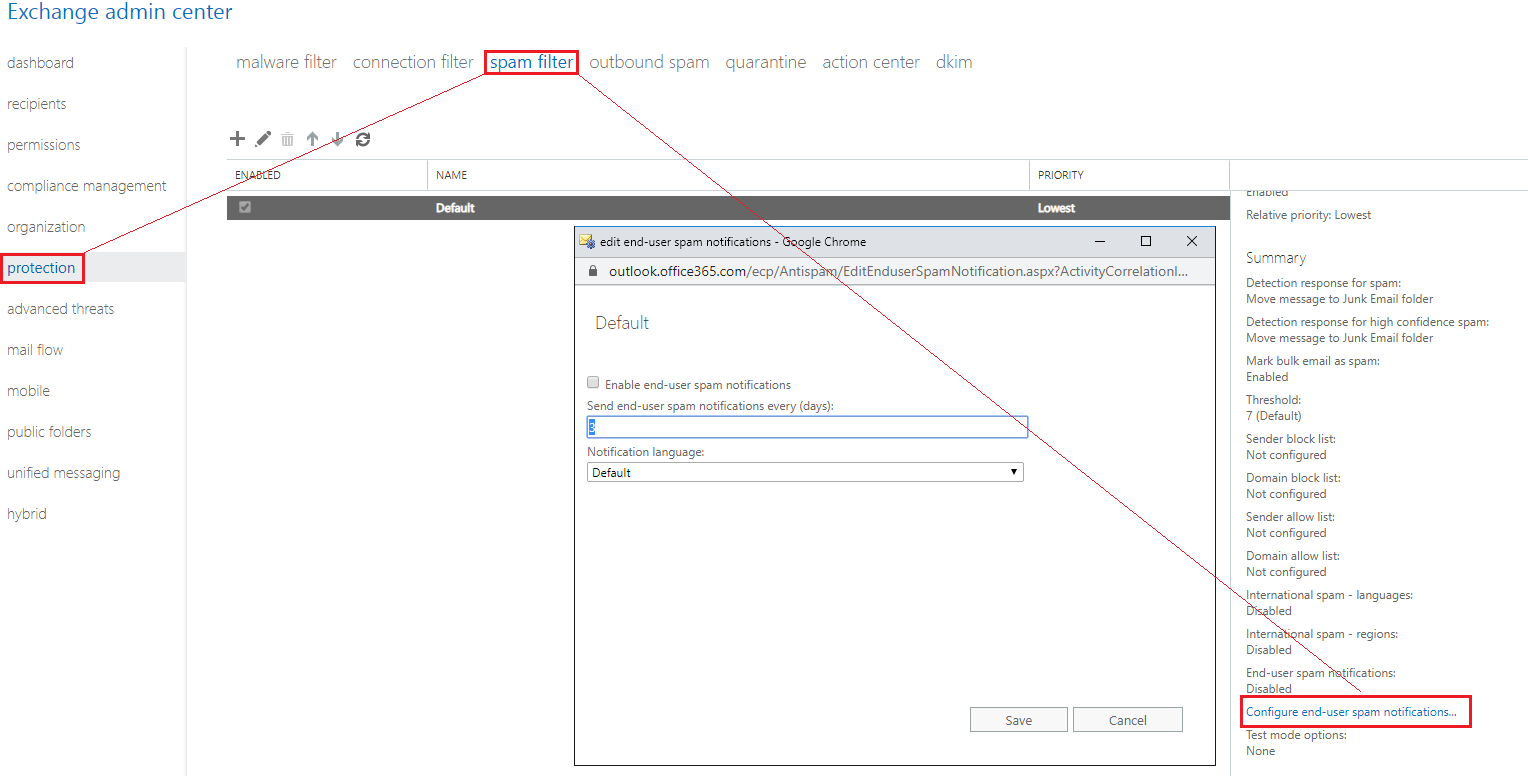 Exchange admin center
dashboard
recipients
permissions
compliance management
organization
protection
advanced threats
mail flow
mobile
public folders
unified messaging
hybrid
malware filter connection filter spam filter outbound spam quarantine action center dkim
ENABLED NAME PRIORITY
Default Lowest
edit end-user spam notifications - Google Chrome
outlook.office365.com/ecp/Antispam/EditEnduserSpamNotification.aspx?ActivityCorrelationI...
Default
Enable end-user spam notifications
Send end-user spam notifications every (days):
3
Notification language:
Default
Save Cancel
Enabled
Relative priority: Lowest
Summary
Detection response for spam:
Move message to Junk Email folder
Detection response for high confidence spam:
Move message to Junk Email folder
Mark bulk email as spam:
Enabled
Threshold:
7 (Default)
Sender block list:
Not configured
Domain block list:
Not configured
Sender allow list:
Not configured
Domain allow list:
Not configured
International spam - languages:
Disabled
International spam - regions:
Disabled
End-user spam notifications:
Disabled
Configure end-user spam notifications...
Test mode options:
None